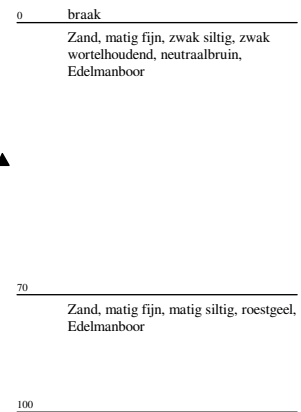 0 braak
Zand, matig fijn, zwak siltig, zwak
wortelhoudend, neutraalbruin,
Edelmanboor
70
Zand, matig fijn, matig siltig, roestgeel,
Edelmanboor
100